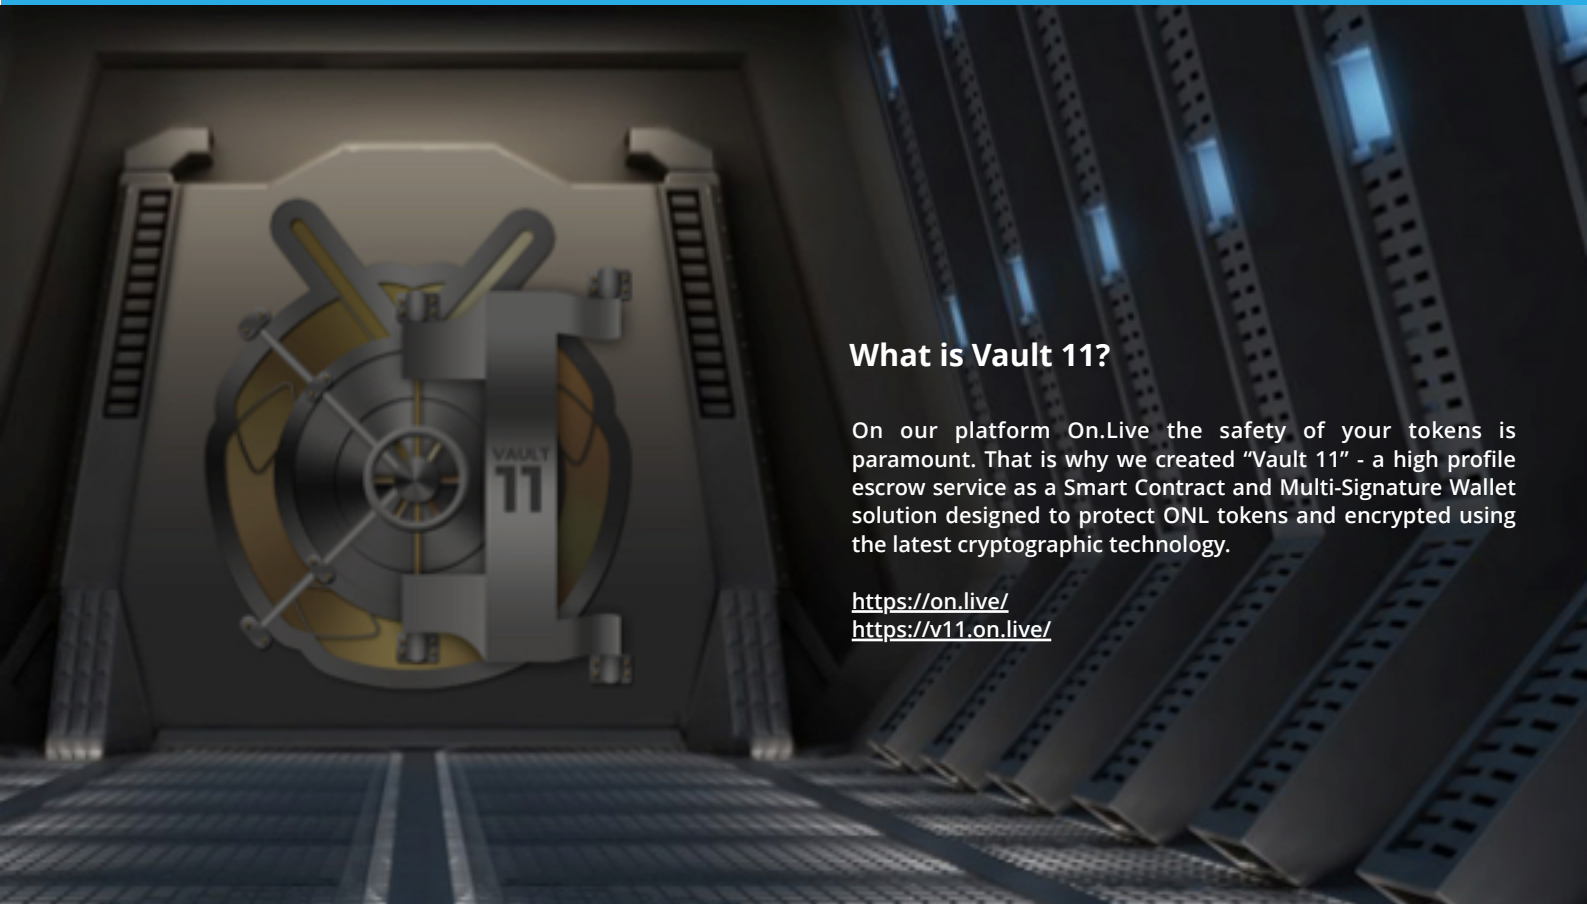 VAULT
11
What is Vault 11?
On our platform On.Live the safety of your tokens is
paramount. That is why we created “Vault 11” - a high profile
escrow service as a Smart Contract and Multi-Signature Wallet
solution designed to protect ONL tokens and encrypted using
the latest cryptographic technology.
https://on.live/
https://v11.on.live/